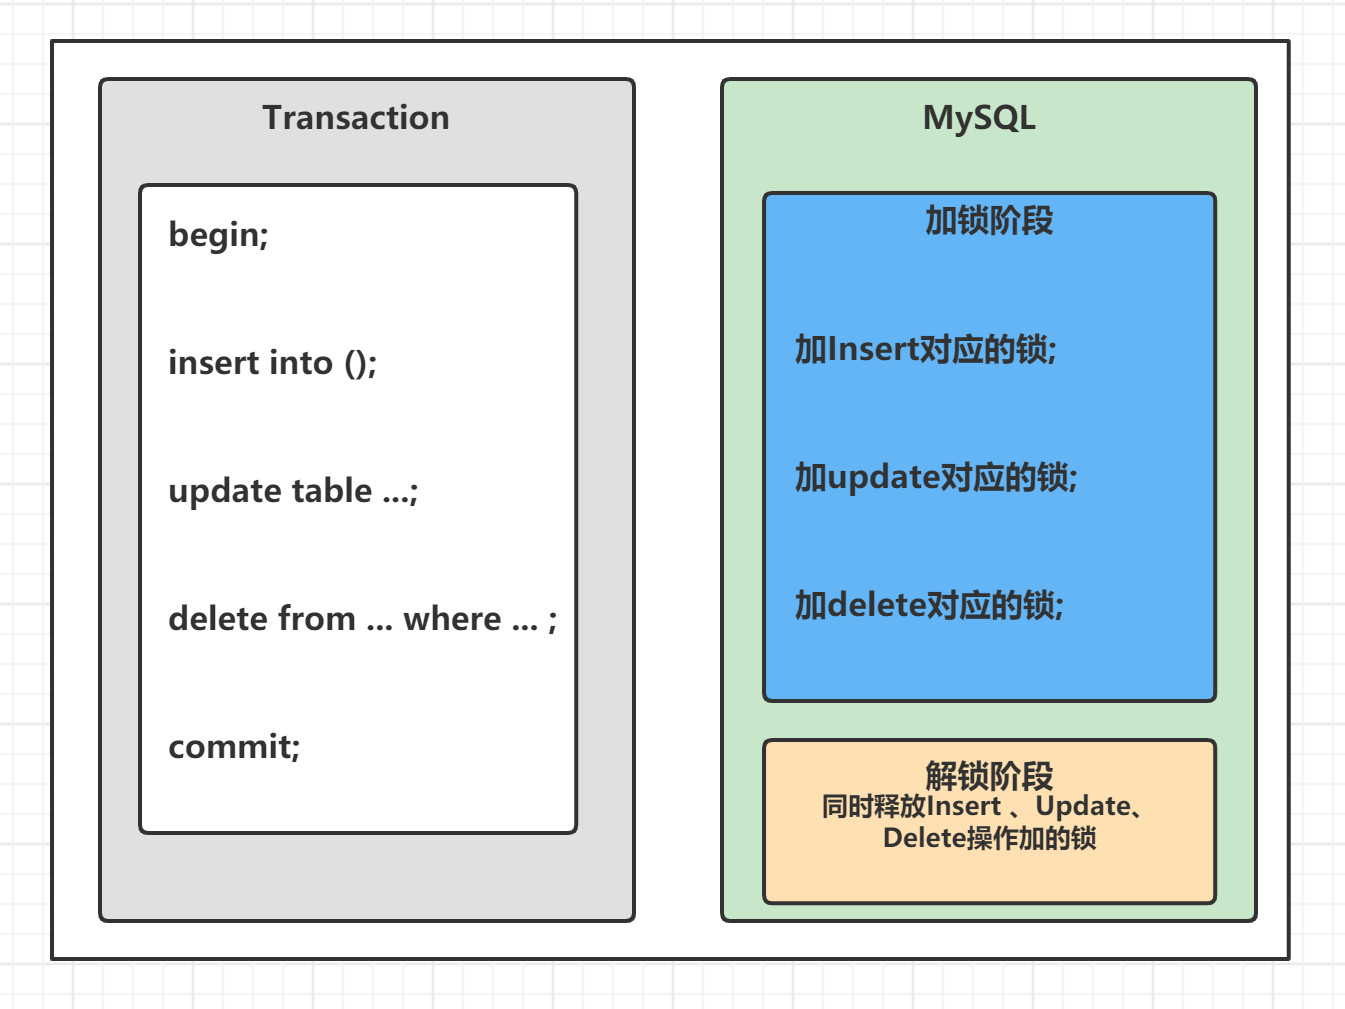 Transaction
begin;
insert into ();
update table ...;
delete from ... where ... ;
commit;
MySQL
加锁阶段
加Insert对应的锁;
加update对应的锁;
加delete对应的锁;
解锁阶段
同时释放Insert 、Update、
Delete操作加的锁